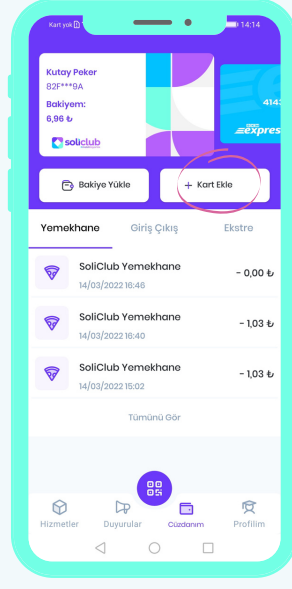 Kart yok
14:14
Kutay Peker
82F***9A
Bakiyem:
6,96 ₺
soliclub
4143
express
Bakiye Yükle
+ Kart Ekle
Yemekhane
Giriş Çıkış
Ekstre
SoliClub Yemekhane
- 0,00 ₺
14/03/2022 16:46
SoliClub Yemekhane
- 1,03 ₺
14/03/2022 16:40
SoliClub Yemekhane
- 1,03 ₺
14/03/2022 15:02
Tümünü Gör
Hizmetler
Duyurular
Cüzdanım
Profilim